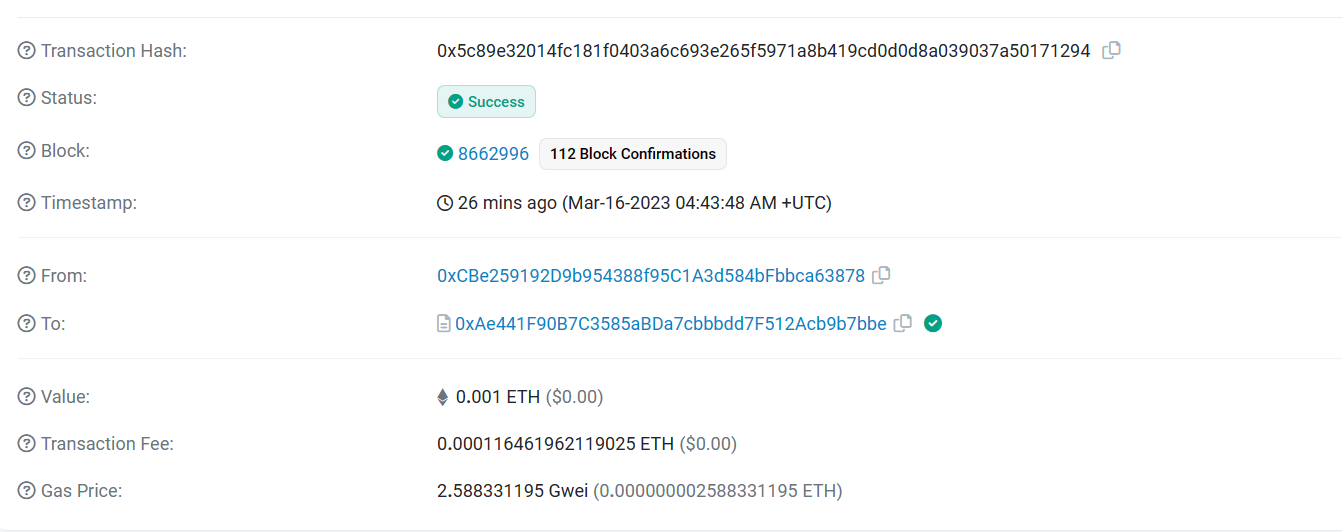 Transaction Hash: 0x5c89e32014fc181f0403a6c693e265f5971a8b419cd0d0d8a039037a50171294
Status: Success
Block: 8662996 112 Block Confirmations
Timestamp: 26 mins ago (Mar-16-2023 04:43:48 AM +UTC)
From: 0xCBe259192D9b954388f95C1A3d584bFbbca63878
To: 0xAe441F90B7C3585aBDa7cbbbdd7F512Acb9b7bbe
Value: 0.001 ETH ($0.00)
Transaction Fee: 0.000116461962119025 ETH ($0.00)
Gas Price: 2.588331195 Gwei (0.000000002588331195 ETH)